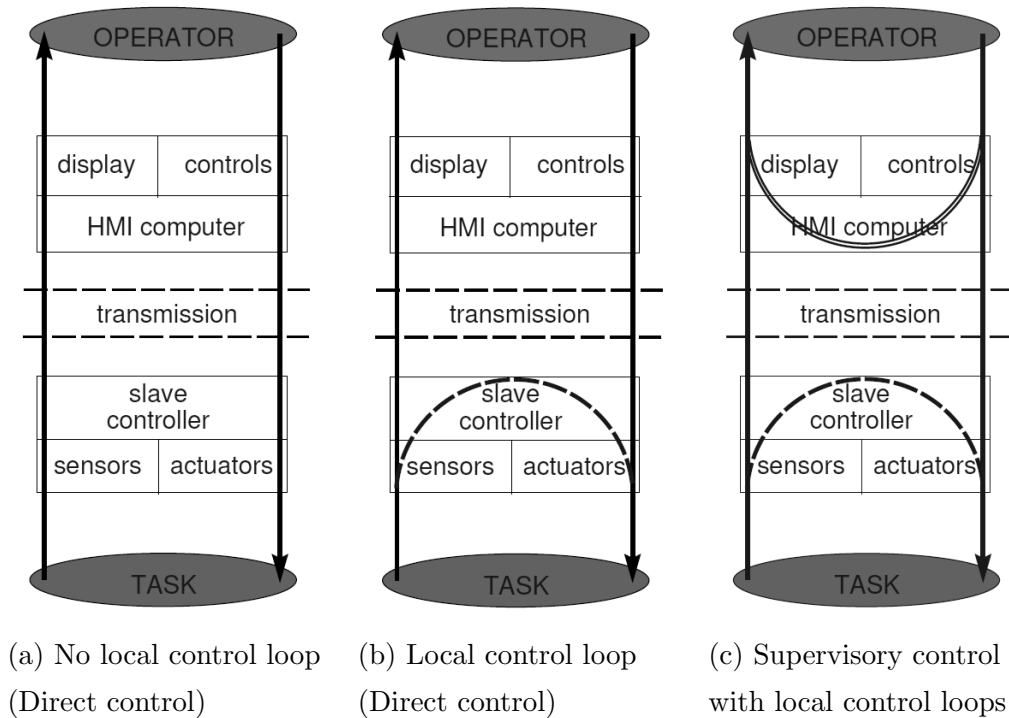 OPERATOR
display controls
HMI computer
transmission
slave
controller
sensors actuators
TASK
(a) No local control loop
(Direct control)
OPERATOR
display controls
HMI computer
transmission
slave
controller
sensors actuators
TASK
(b) Local control loop
(Direct control)
OPERATOR
display controls
HMI computer
transmission
slave
controller
sensors actuators
TASK
(c) Supervisory control
with local control loops